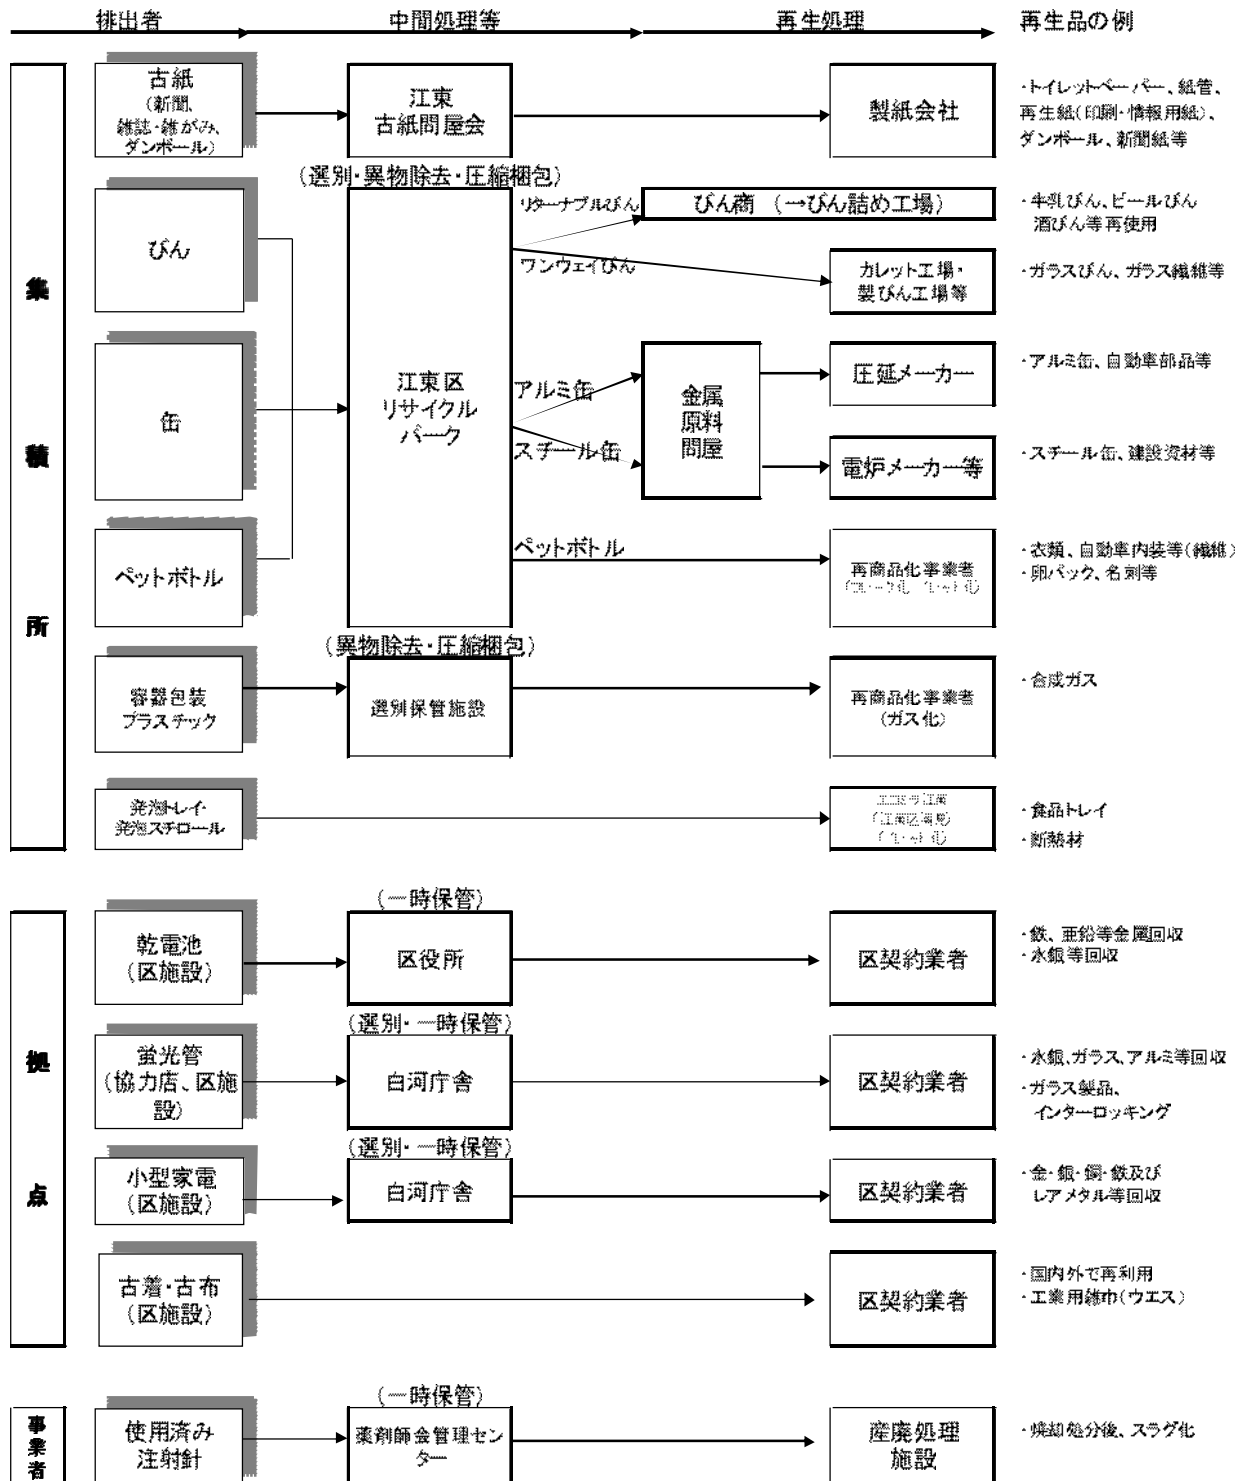 排出者 中間処理等 再生処理 再生品の例
集積所
古紙
(新聞、
雑誌・雑がみ、
ダンボール)
江東
古紙問屋会
製紙会社
・トイレットペーパー、紙管、
再生紙(印刷・情報用紙)、
ダンボール、新聞紙等
(選別・異物除去・圧縮梱包)
びん
リターナブルびん
びん商 (→びん詰め工場)
・牛乳びん、ビールびん
酒びん等再使用
ワンウェイびん
カレット工場・
製びん工場等
・ガラスびん、ガラス繊維等
缶
江東区
リサイクル
パーク
アルミ缶
スチール缶
金属
原料
問屋
圧延メーカー
・アルミ缶、自動車部品等
電炉メーカー等
・スチール缶、建設資材等
ペットボトル
ペットボトル
再商品化事業者
・衣類、自動車内装等(繊維)
・卵パック、名刺等
(異物除去・圧縮梱包)
容器包装
プラスチック
選別保管施設
再商品化事業者
(ガス化)
・合成ガス
発泡トレイ・
発泡スチロール
・食品トレイ
・断熱材
拠点
(一時保管)
乾電池
(区施設)
区役所
区契約業者
・鉄、亜鉛等金属回収
・水銀等回収
(選別・一時保管)
蛍光管
(協力店、区施
設)
白河庁舎
区契約業者
・水銀、ガラス、アルミ等回収
・ガラス製品、
インターロッキング
(選別・一時保管)
小型家電
(区施設)
白河庁舎
区契約業者
・金・銀・銅・鉄及び
レアメタル等回収
古着・古布
(区施設)
区契約業者
・国内外で再利用
・工業用雑巾(ウエス)
事業者
(一時保管)
使用済み
注射針
薬剤師会管理セン
ター
産廃処理
施設
・焼却処分後、スラグ化